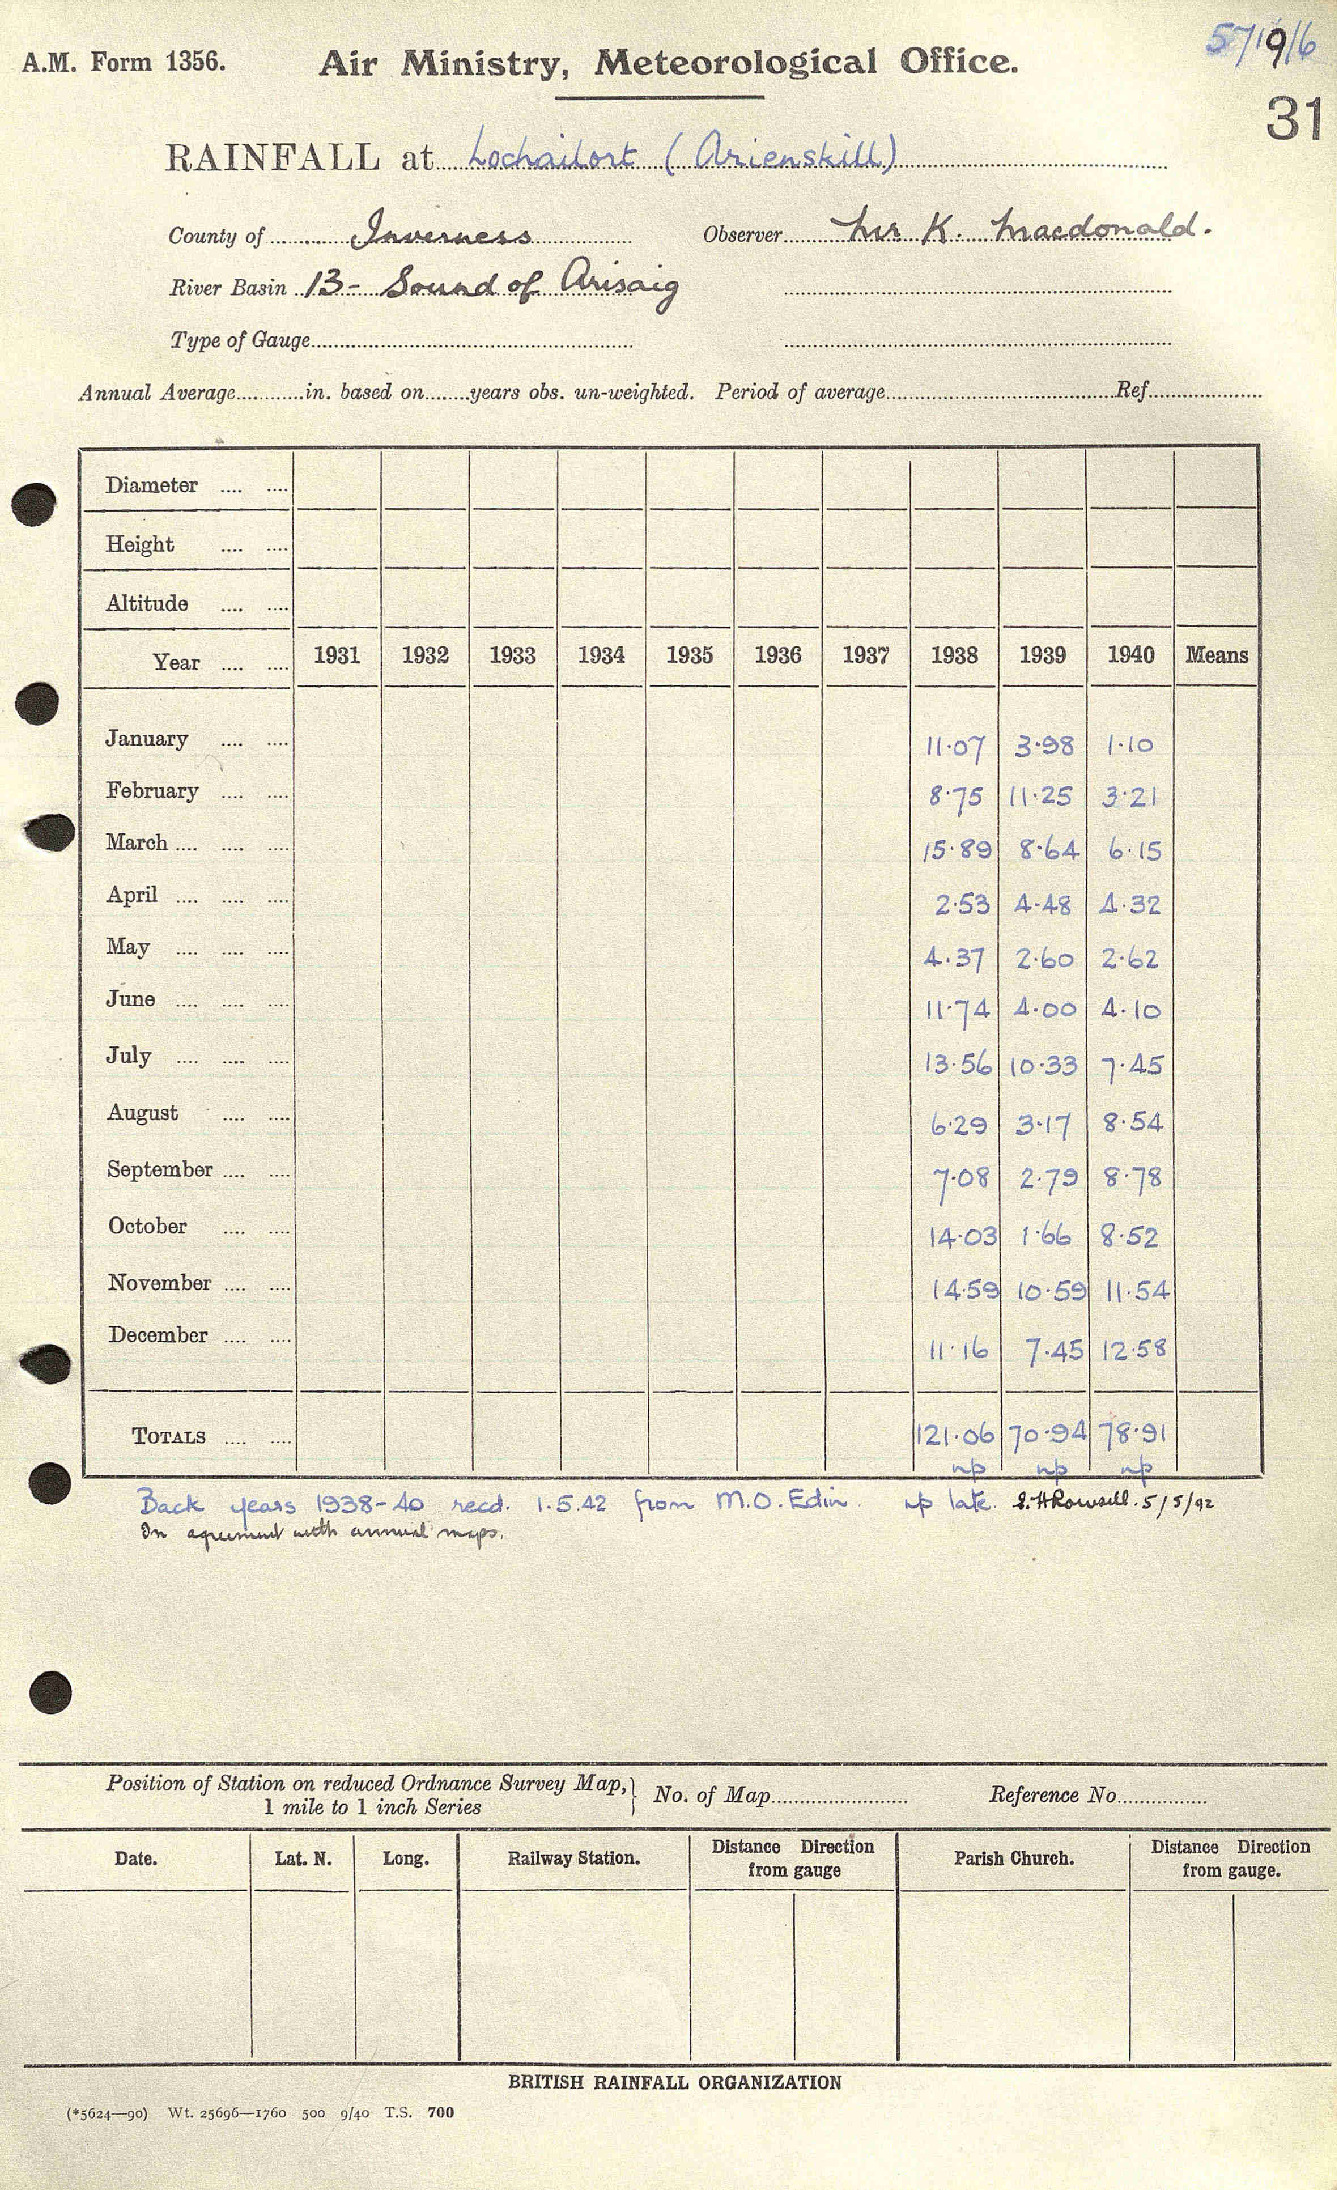 A.M. Form 1356. Air Ministry, Meteorological Office. 57/9/6
31
RAINFALL at Lochailort (Arienskill)
County of Inverness Observer Mrs K. Macdonald.
River Basin 13- Sound of Arisaig
Type of Gauge
Annual Average in. based on years obs. un-weighted. Period of average Ref
Diameter
Height
Altitude
Year 1931 1932 1933 1934 1935 1936 1937 1938 1939 1940 Means
January 11.07 3.98 1.10
February 8.75 11.25 3.21
March 15.89 8.64 6.15
April 2.53 4.48 4.32
May 4.37 2.60 2.62
June 11.74 4.00 4.10
July 13.56 10.33 7.45
August 6.29 3.17 8.54
September 7.08 2.79 8.78
October 14.03 1.66 8.52
November 14.59 10.59 11.54
December 11.16 7.45 12.58
TOTALS 121.06 70.94 78.91
np np np
Back years 1938-40 recd. 1.5.42 from M.O. Edin. np late. S.H Rowsell. 5/5/42
In agreement with annual maps.
Position of Station on reduced Ordnance Survey Map, 1 mile to 1 inch Series No. of Map Reference No.
Date. Lat. N. Long. Railway Station. Distance Direction from gauge Parish Church. Distance Direction from gauge.
BRITISH RAINFALL ORGANIZATION
(*5624—90) Wt. 25696—1760 500 9/40 T.S. 700